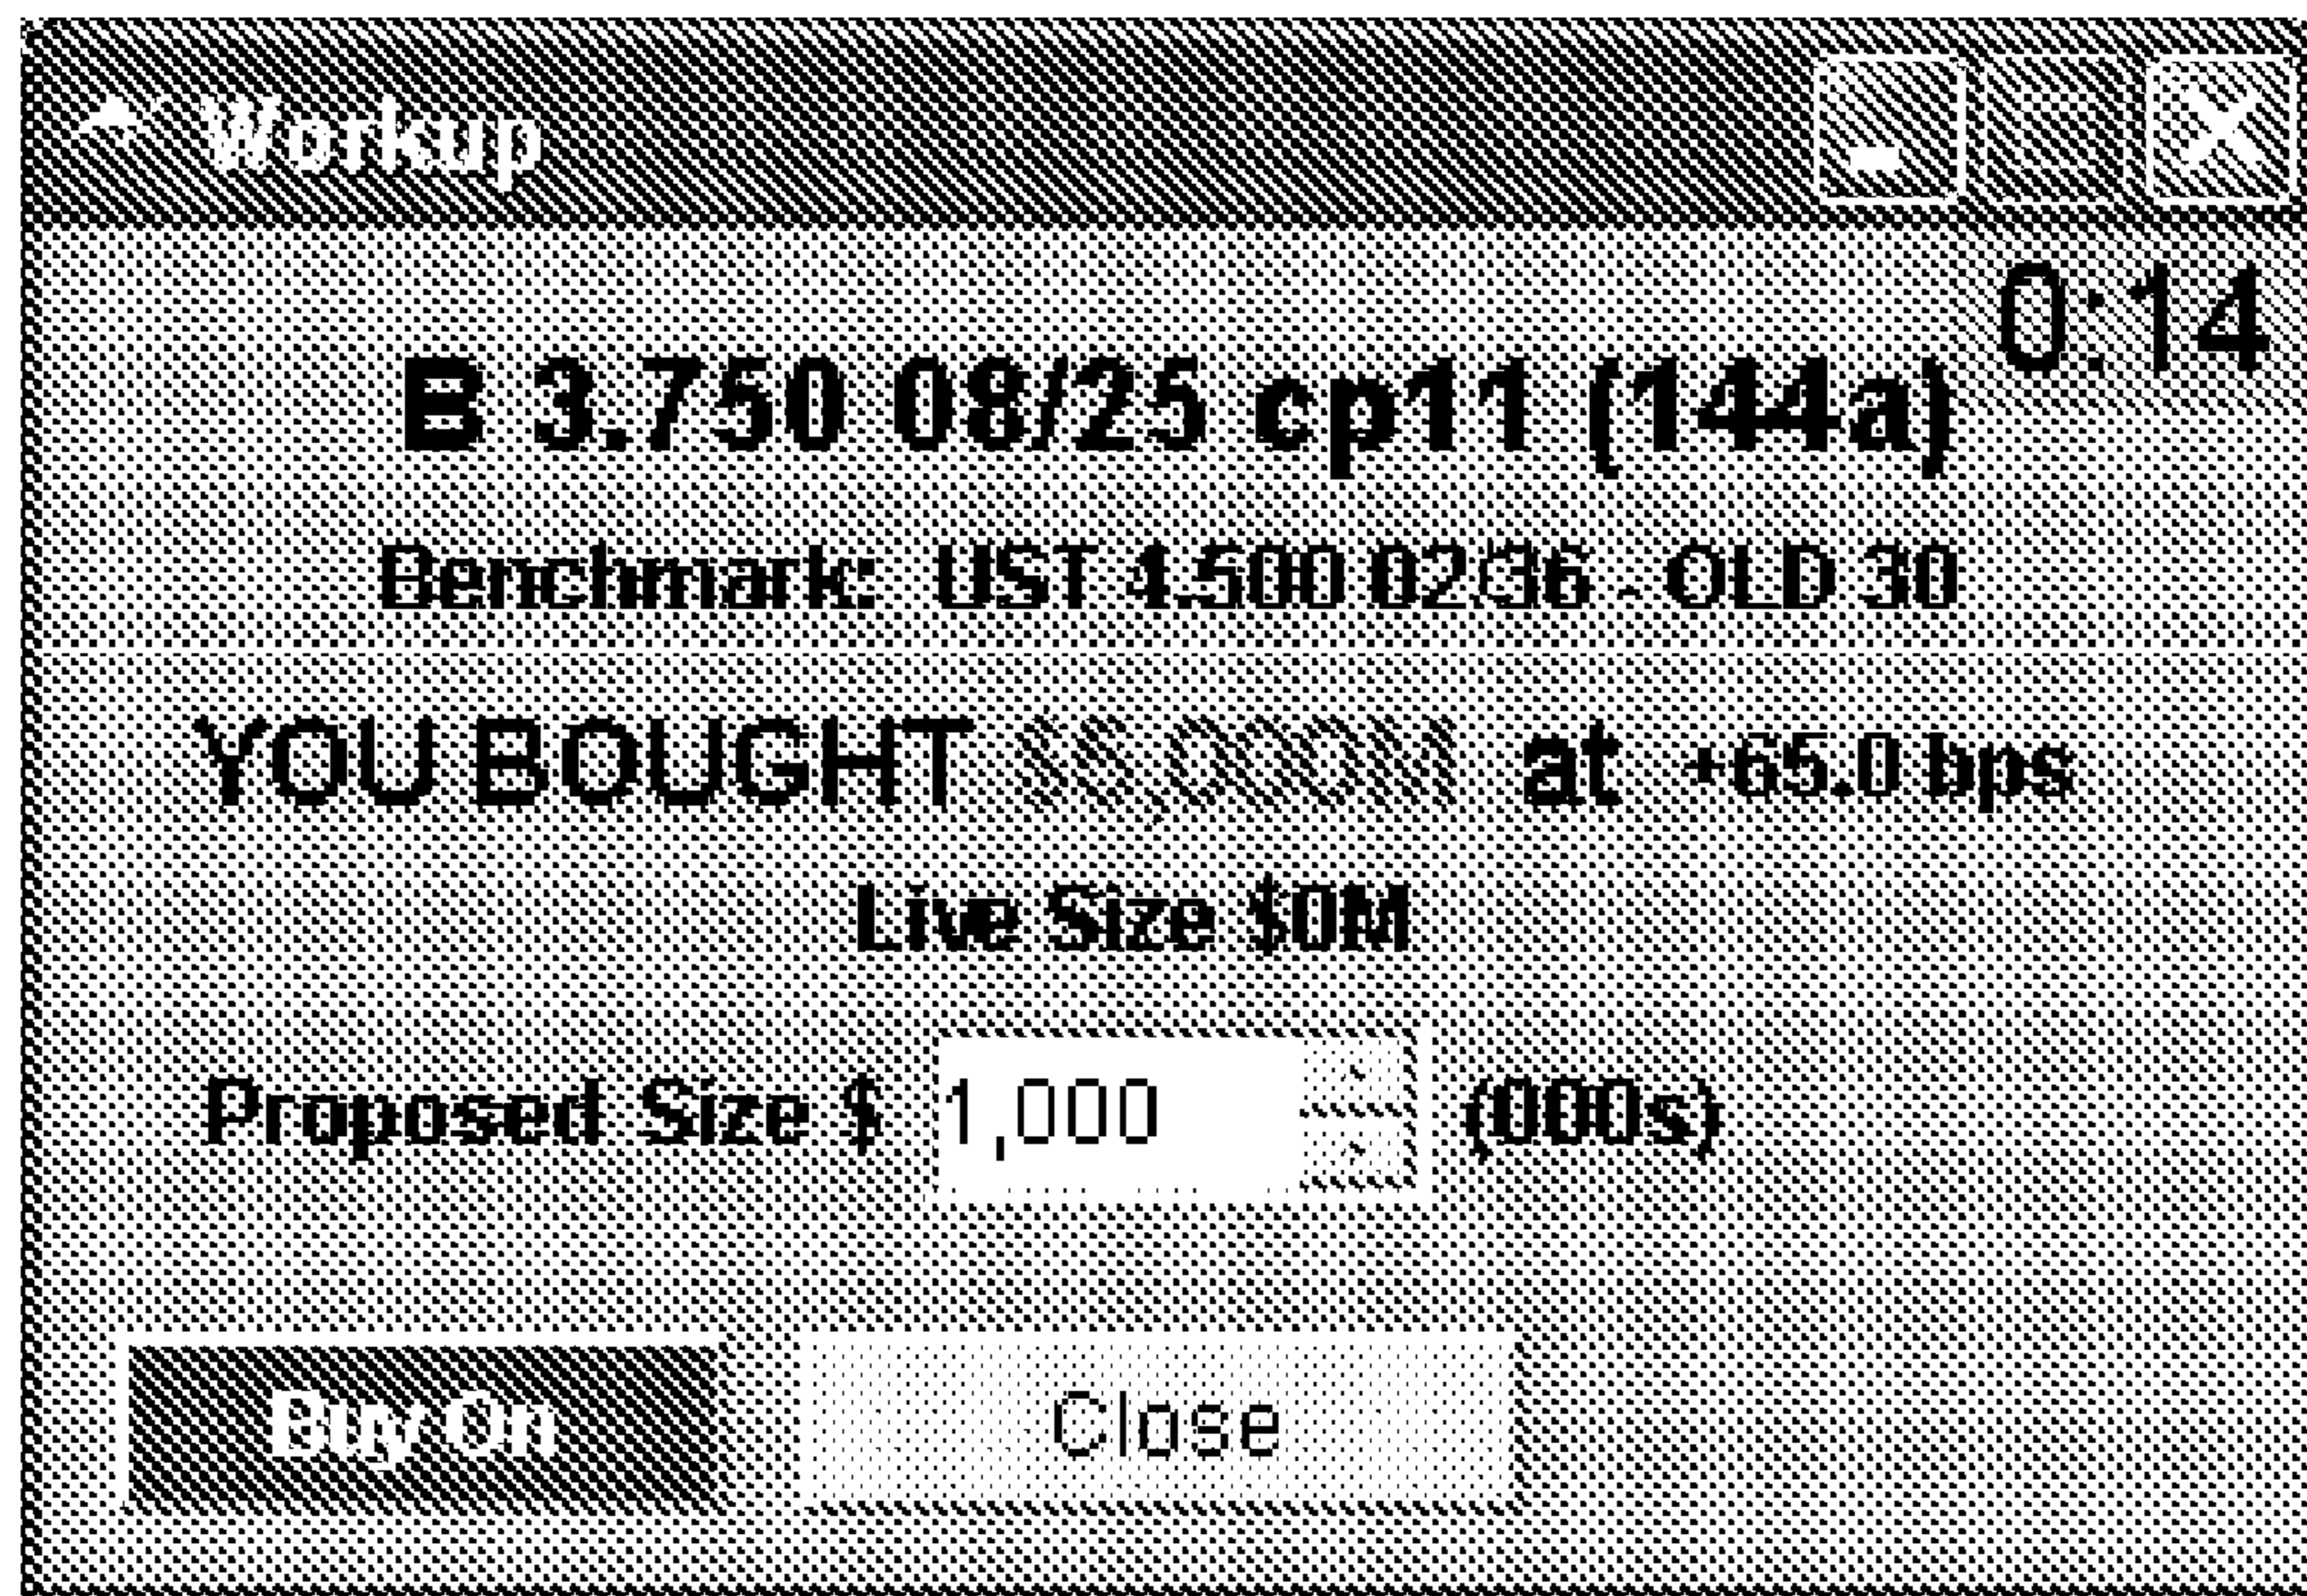 Workup
0:14
B 3.750 08/25 cp11 (144a)
Benchmark: UST 4.500 02/36 - OLD 30
YOU BOUGHT at +65.0 bps
Live Size $0M
Proposed Size $ 1,000 (000s)
Buy On Close